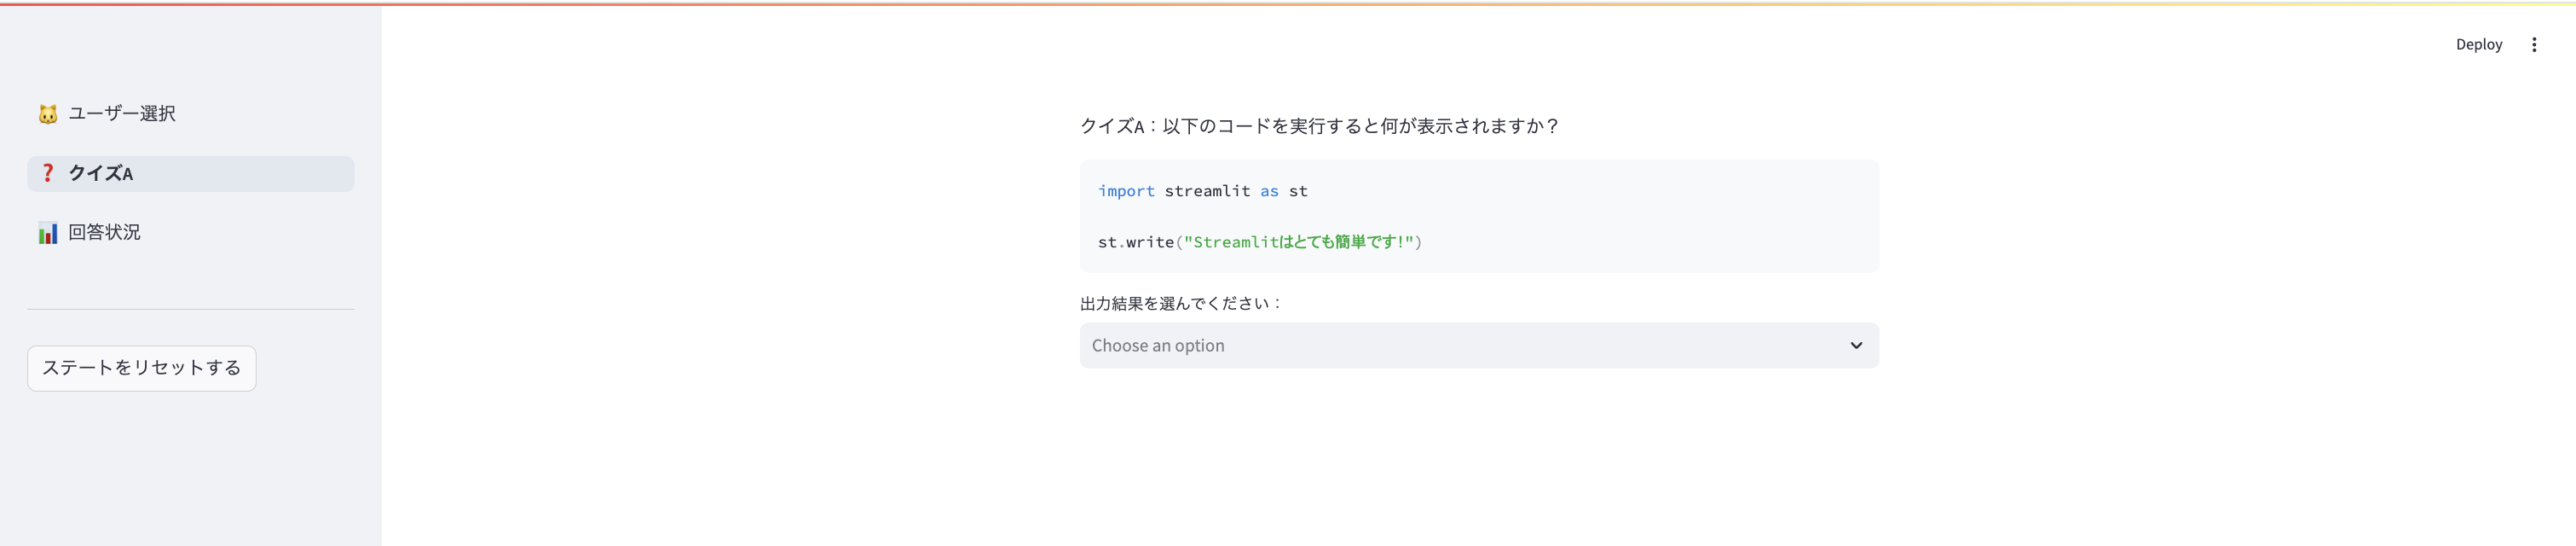 Deploy
ユーザー選択
クイズA
回答状況
ステートをリセットする
クイズA：以下のコードを実行すると何が表示されますか？
import streamlit as st
st.write("Streamlitはとても簡単です!")
出力結果を選んでください：
Choose an option